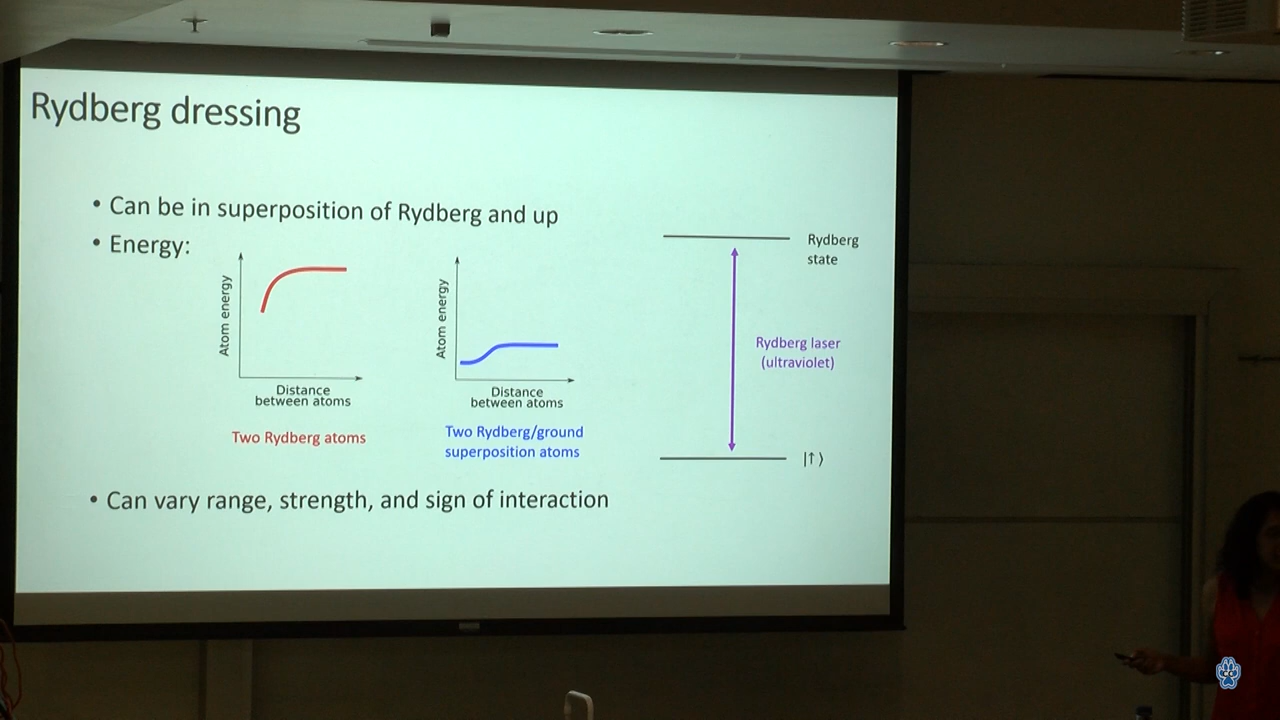 Rydberg dressing
• Can be in superposition of Rydberg and up
• Energy:
Atom energy
Distance
between atoms
Two Rydberg atoms
Atom energy
Distance
between atoms
Two Rydberg/ground
superposition atoms
Rydberg
state
Rydberg laser
(ultraviolet)
|↑⟩
• Can vary range, strength, and sign of interaction